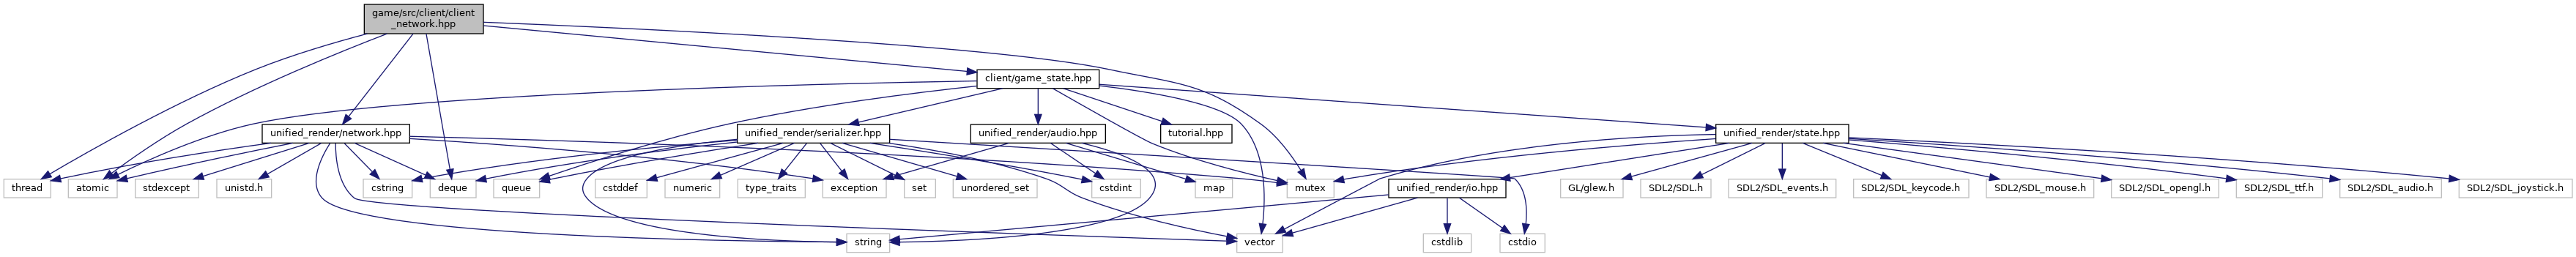 game/src/client/client
_network.hpp
client/game_state.hpp
unified_render/network.hpp
unified_render/serializer.hpp
unified_render/audio.hpp
tutorial.hpp
unified_render/state.hpp
thread
atomic
stdexcept
unistd.h
cstring
deque
queue
cstddef
numeric
type_traits
exception
set
unordered_set
cstdint
map
mutex
unified_render/io.hpp
GL/glew.h
SDL2/SDL.h
SDL2/SDL_events.h
SDL2/SDL_keycode.h
SDL2/SDL_mouse.h
SDL2/SDL_opengl.h
SDL2/SDL_ttf.h
SDL2/SDL_audio.h
SDL2/SDL_joystick.h
string
vector
cstdlib
cstdio